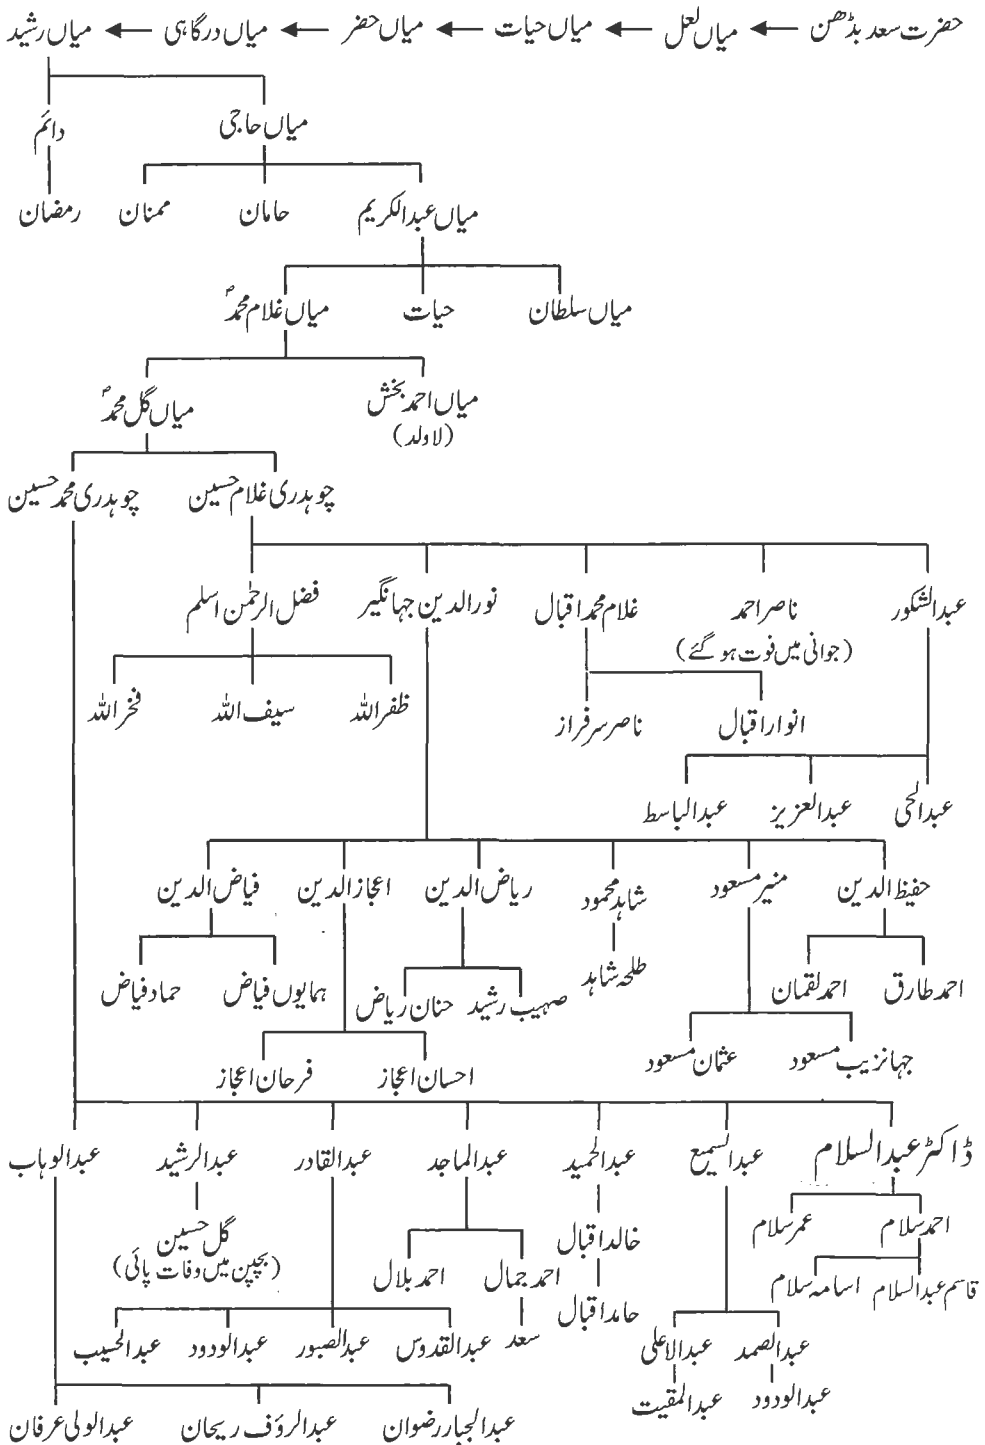 حضرت سعد بڈھن ← میاں لعل ← میاں حیات ← میاں حضر ← میاں درگاہی ← میاں رشید
میاں حاجی دائم
میاں عبدالکریم حامان ممنان رمضان
میاں سلطان حیات میاں غلام محمدؐ
میاں احمد بخش میاں گل محمدؐ
(لاولد)
چوہدری غلام حسین چوہدری محمد حسین
عبدالشکور ناصر احمد غلام محمد اقبال نورالدین جہانگیر فضل الرحمٰن اسلم
(جوانی میں فوت ہو گئے)
انوار اقبال ناصر سرفراز ظفر اللہ سیف اللہ فخر اللہ
عبدالحی عبدالعزیز عبدالباسط
حفیظ الدین منیر مسعود شاہد محمود ریاض الدین اعجاز الدین فیاض الدین
احمد طارق احمد لقمان طلحہ شاہد صہیب رشید حنان ریاض ہمایوں فیاض حماد فیاض
جہانزیب مسعود عثمان مسعود احسان اعجاز فرحان اعجاز
ڈاکٹر عبدالسلام عبدالسمیع عبدالحمید عبدالماجد عبدالقادر عبدالرشید عبدالوہاب
احمد سلام عمر سلام خالد اقبال گل حسین
(بچپن میں وفات پائی)
قاسم عبدالسلام اسامہ سلام حامد اقبال احمد جمال احمد بلال
عبدالصمد عبدالاعلیٰ سعد عبدالقدوس عبدالصبور عبدالودود عبدالحسیب
عبدالودود عبدالمقیت
عبدالجبار رضوان عبدالرؤف ریحان عبدالولی عرفان